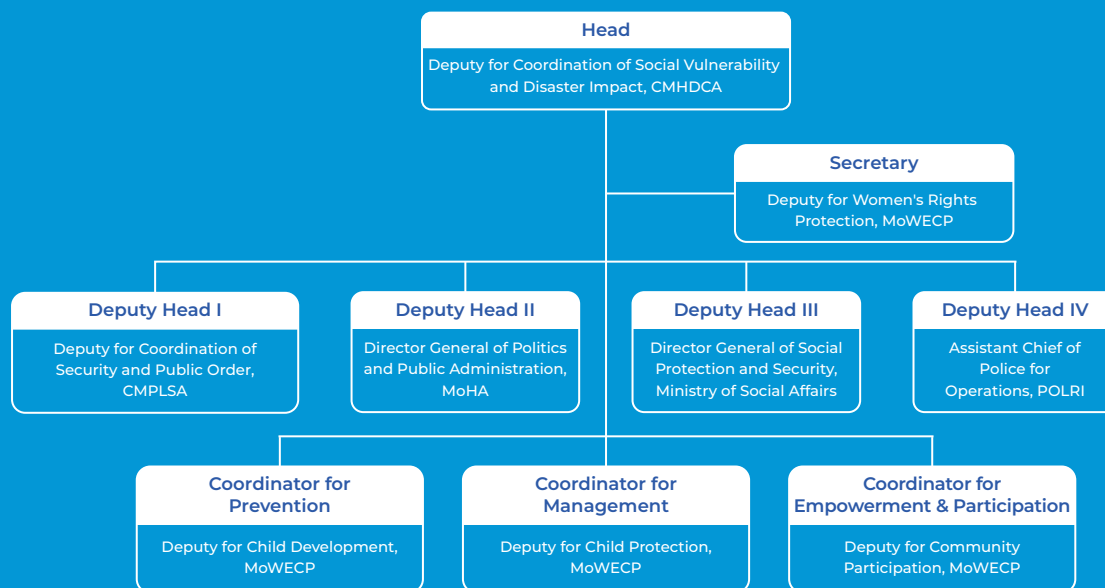 Head
Deputy for Coordination of Social Vulnerability
and Disaster Impact, CMHDCA
Secretary
Deputy for Women's Rights
Protection, MoWECP
Deputy Head I
Deputy for Coordination of
Security and Public Order,
CMPLSA
Deputy Head II
Director General of Politics
and Public Administration,
MoHA
Deputy Head III
Director General of Social
Protection and Security,
Ministry of Social Affairs
Deputy Head IV
Assistant Chief of
Police for
Operations, POLRI
Coordinator for
Prevention
Deputy for Child Development,
MoWECP
Coordinator for
Management
Deputy for Child Protection,
MoWECP
Coordinator for
Empowerment & Participation
Deputy for Community
Participation, MoWECP